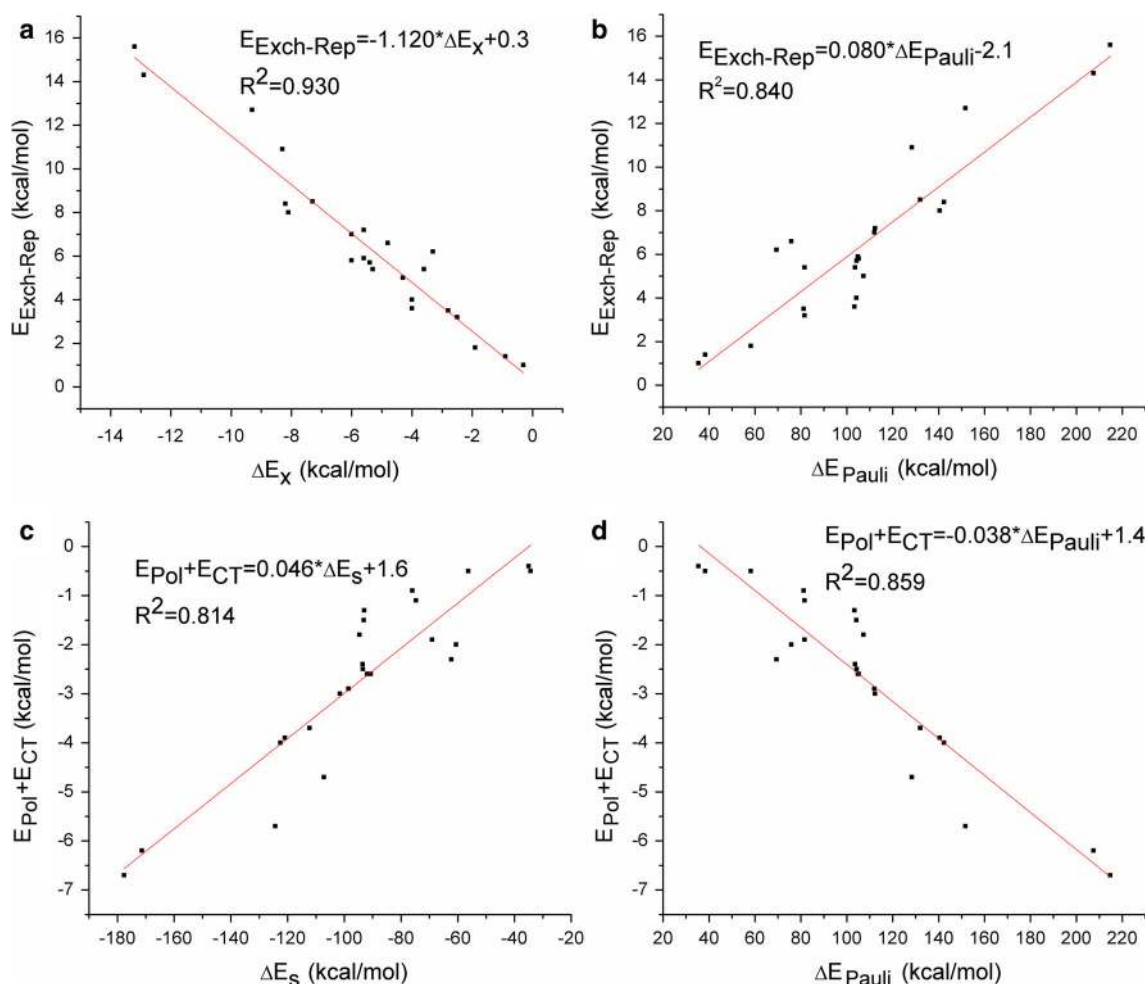 a
E_Exch-Rep=-1.120*ΔE_x+0.3
R²=0.930
E_Exch-Rep (kcal/mol)
16
14
12
10
8
6
4
2
0
-14 -12 -10 -8 -6 -4 -2 0
ΔE_x (kcal/mol)
b
E_Exch-Rep=0.080*ΔE_Pauli-2.1
R²=0.840
E_Exch-Rep (kcal/mol)
16
14
12
10
8
6
4
2
0
20 40 60 80 100 120 140 160 180 200 220
ΔE_Pauli (kcal/mol)
c
E_Pol+E_CT=0.046*ΔE_s+1.6
R²=0.814
E_Pol+E_CT (kcal/mol)
0
-1
-2
-3
-4
-5
-6
-7
-180 -160 -140 -120 -100 -80 -60 -40 -20
ΔE_s (kcal/mol)
d
E_Pol+E_CT=-0.038*ΔE_Pauli+1.4
R²=0.859
E_Pol+E_CT (kcal/mol)
0
-1
-2
-3
-4
-5
-6
-7
20 40 60 80 100 120 140 160 180 200 220
ΔE_Pauli (kcal/mol)